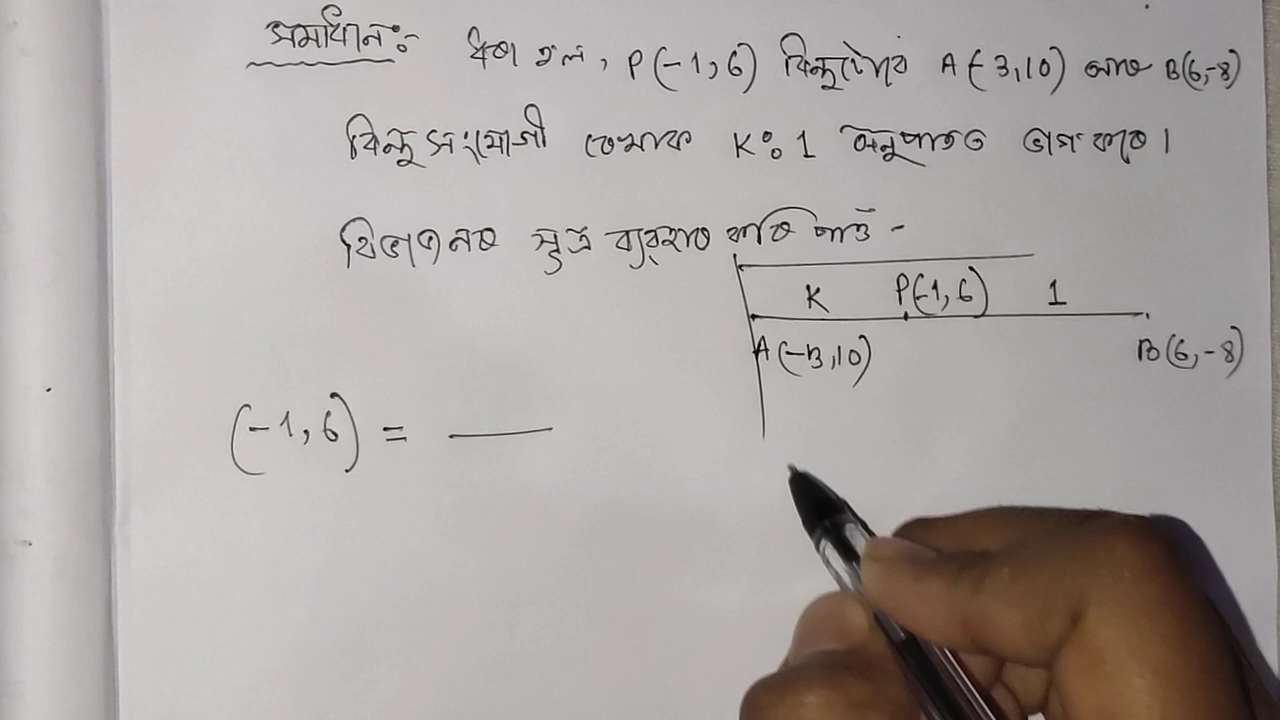 সমাধান ঃ- ধৰা হল, P(-1,6) বিন্দুটোৱে A(-3,10) আৰু B(6,-8)
বিন্দু সংযোগী ৰেখাক K : 1 অনুপাতত ভাগ কৰে।
বিভাজনৰ সূত্ৰ ব্যৱহাৰ কৰি পাওঁ -
K P(-1,6) 1
A(-3,10) B(6,-8)
(-1,6) =